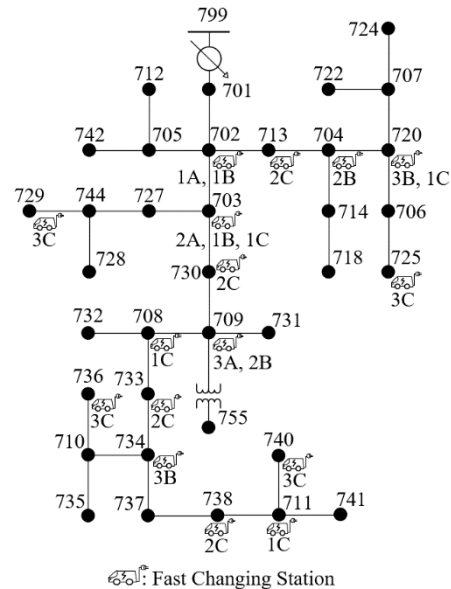 799
724
712
701
722
707
742
705
702
713
704
720
1A, 1B
2C
2B
3B, 1C
729
744
727
703
714
706
3C
2A, 1B, 1C
728
730
2C
718
725
3C
732
708
709
731
1C
3A, 2B
736
733
3C
2C
755
710
734
740
3B
3C
735
737
738
711
741
2C
1C
: Fast Changing Station